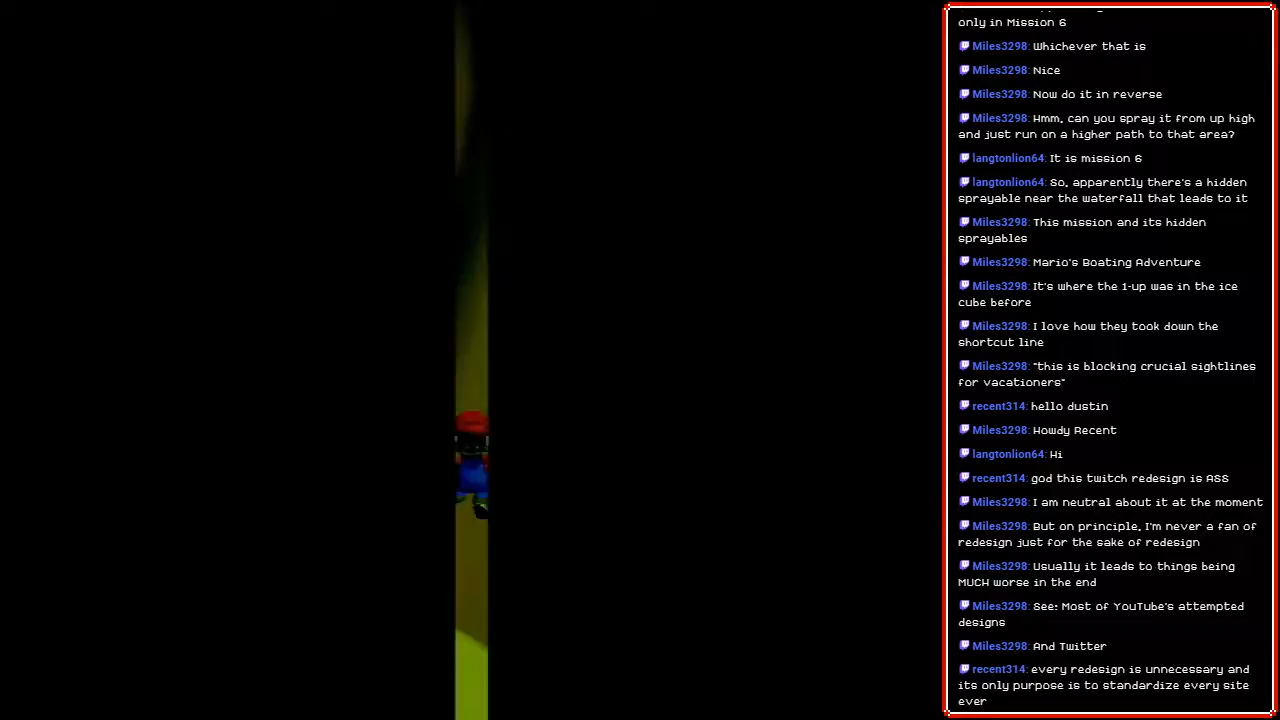 only in Mission 6
Miles3298: Whichever that is
Miles3298: Nice
Miles3298: Now do it in reverse
Miles3298: Hmm, can you spray it from up high
and just run on a higher path to that area?
langtonlion64: It is mission 6
langtonlion64: So, apparently there's a hidden
sprayable near the waterfall that leads to it
Miles3298: This mission and its hidden
sprayables
Miles3298: Mario's Boating Adventure
Miles3298: It's where the 1-up was in the ice
cube before
Miles3298: I love how they took down the
shortcut line
Miles3298: "this is blocking crucial sightlines
for vacationers"
recent314: hello dustin
Miles3298: Howdy Recent
langtonlion64: Hi
recent314: god this twitch redesign is ASS
Miles3298: I am neutral about it at the moment
Miles3298: But on principle, I'm never a fan of
redesign just for the sake of redesign
Miles3298: Usually it leads to things being
MUCH worse in the end
Miles3298: See: Most of YouTube's attempted
designs
Miles3298: And Twitter
recent314: every redesign is unnecessary and
its only purpose is to standardize every site
ever